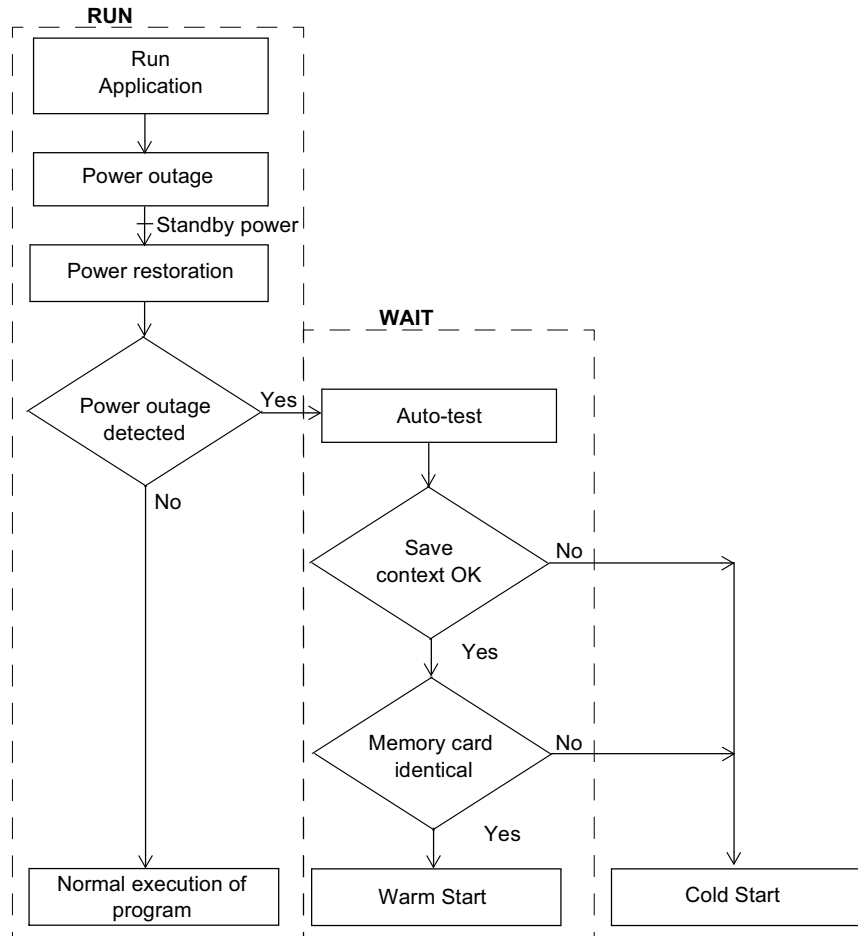 RUN
Run
Application
Power outage
Standby power
Power restoration
WAIT
Power outage
detected
Yes
Auto-test
No
Save
context OK
No
Yes
Memory card
identical
No
Yes
Normal execution of
program
Warm Start
Cold Start